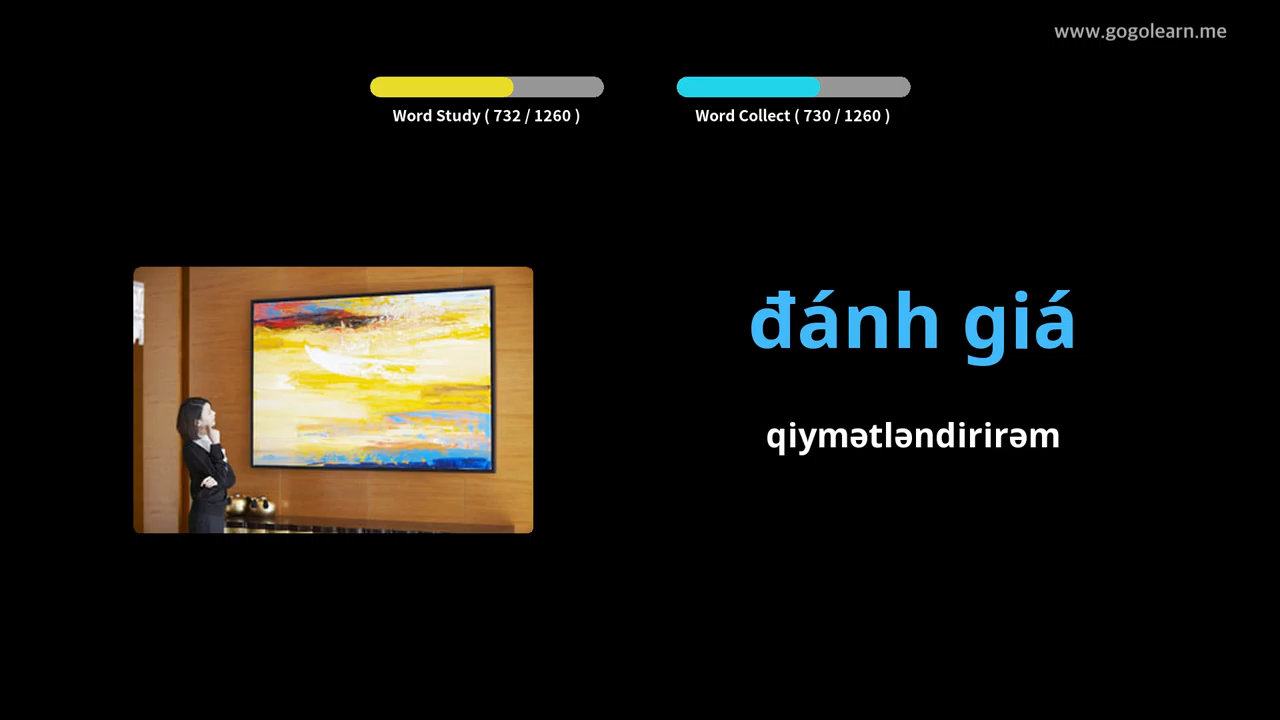 www.gogolearn.me
Word Study ( 732 / 1260 )
Word Collect ( 730 / 1260 )
đánh giá
qiymətləndirirəm